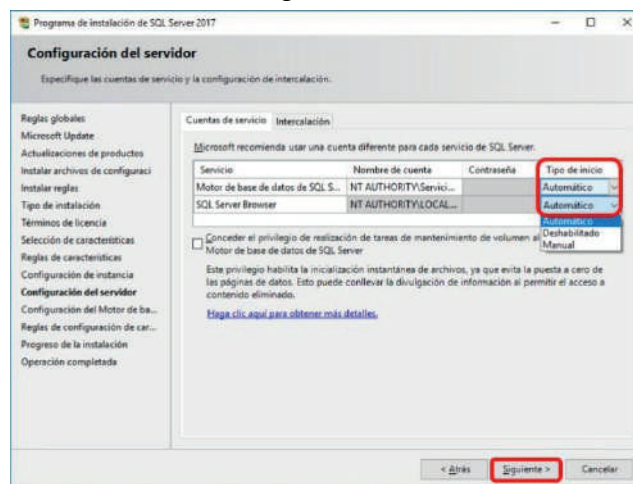 Programa de instalación de SQL Server 2017
Configuración del servidor
Especifique las cuentas de servicio y la configuración de intercalación.
Reglas globales
Microsoft Update
Actualizaciones de productos
Instalar archivos de configuraci
Instalar reglas
Tipo de instalación
Términos de licencia
Selección de características
Reglas de características
Configuración de instancia
Configuración del servidor
Configuración del Motor de ba...
Reglas de configuración de car...
Progreso de la instalación
Operación completada
Cuentas de servicio Intercalación
Microsoft recomienda usar una cuenta diferente para cada servicio de SQL Server.
Servicio Nombre de cuenta Contraseña Tipo de inicio
Motor de base de datos de SQL S... NT AUTHORITY\Servici... Automático
SQL Server Browser NT AUTHORITY\LOCAL... Automático
Automático
Deshabilitado
Manual
Conceder el privilegio de realización de tareas de mantenimiento de volumen al
Motor de base de datos de SQL Server
Este privilegio habilita la inicialización instantánea de archivos, ya que evita la puesta a cero de
las páginas de datos. Esto puede conllevar la divulgación de información al permitir el acceso a
contenido eliminado.
Haga clic aquí para obtener más detalles.
< Atrás Siguiente > Cancelar